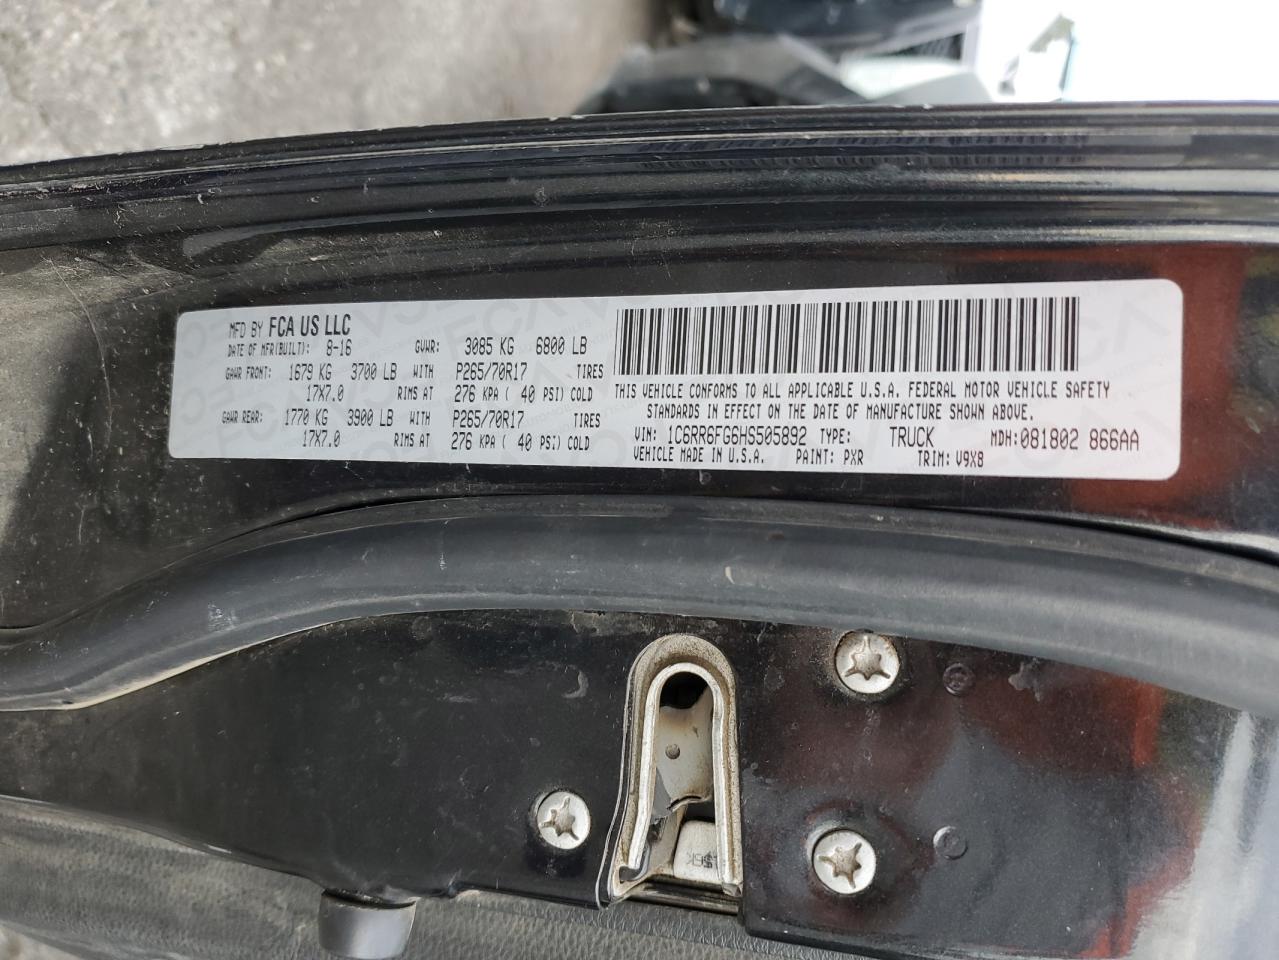 MFD BY FCA US LLC
DATE OF MFR(BUILT): 8-16 GVWR: 3085 KG 6800 LB
GAWR FRONT: 1679 KG 3700 LB WITH P265/70R17 TIRES
17X7.0 RIMS AT 276 KPA ( 40 PSI) COLD
GAWR REAR: 1770 KG 3900 LB WITH P265/70R17 TIRES
17X7.0 RIMS AT 276 KPA ( 40 PSI) COLD
THIS VEHICLE CONFORMS TO ALL APPLICABLE U.S.A. FEDERAL MOTOR VEHICLE SAFETY
STANDARDS IN EFFECT ON THE DATE OF MANUFACTURE SHOWN ABOVE.
VIN: 1C6RR6FG6HS505892 TYPE: TRUCK MDH:081802 866AA
VEHICLE MADE IN U.S.A. PAINT: PXR TRIM: V9X8